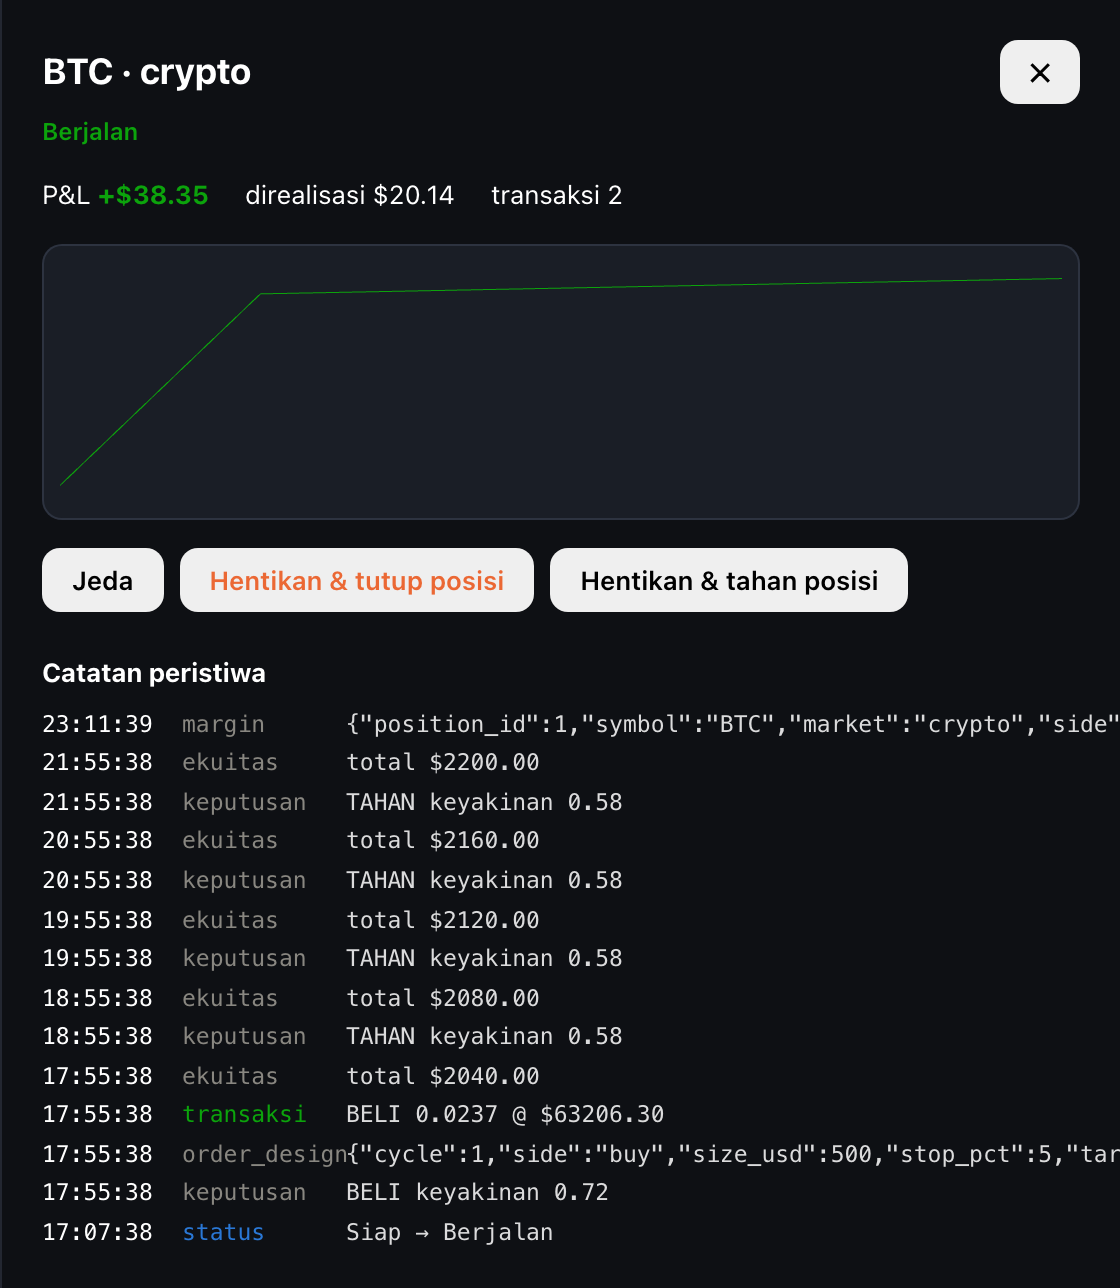 BTC · crypto
Berjalan
P&L +$38.35 direalisasi $20.14 transaksi 2
Jeda
Hentikan & tutup posisi
Hentikan & tahan posisi
Catatan peristiwa
23:11:39 margin {"position_id":1,"symbol":"BTC","market":"crypto","side"
21:55:38 ekuitas total $2200.00
21:55:38 keputusan TAHAN keyakinan 0.58
20:55:38 ekuitas total $2160.00
20:55:38 keputusan TAHAN keyakinan 0.58
19:55:38 ekuitas total $2120.00
19:55:38 keputusan TAHAN keyakinan 0.58
18:55:38 ekuitas total $2080.00
18:55:38 keputusan TAHAN keyakinan 0.58
17:55:38 ekuitas total $2040.00
17:55:38 transaksi BELI 0.0237 @ $63206.30
17:55:38 order_design{"cycle":1,"side":"buy","size_usd":500,"stop_pct":5,"tar
17:55:38 keputusan BELI keyakinan 0.72
17:07:38 status Siap → Berjalan